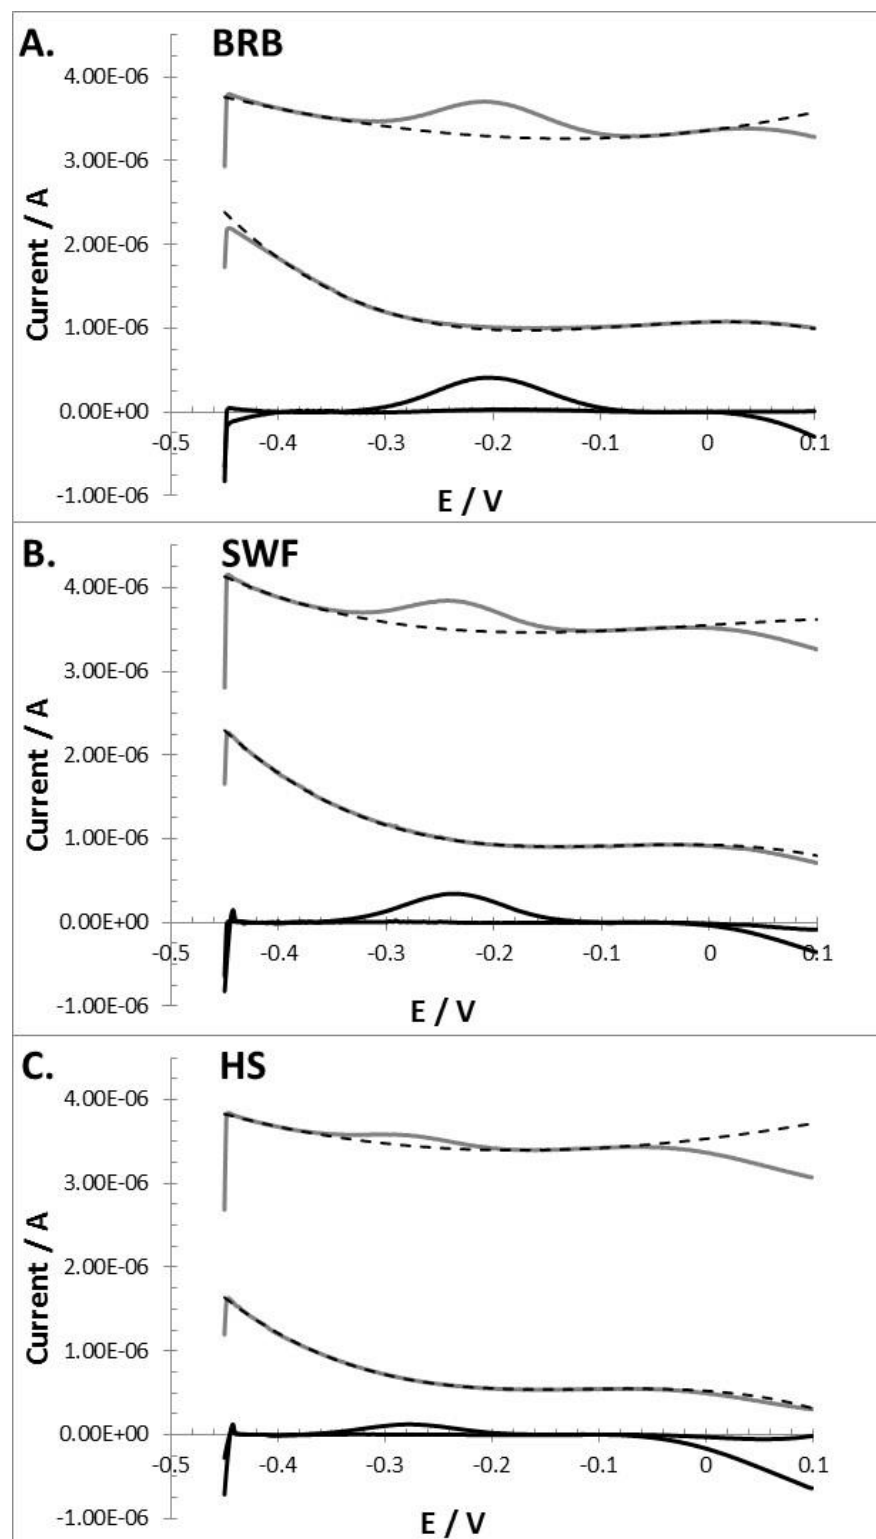 A. BRB
4.00E-06
3.00E-06
2.00E-06
1.00E-06
0.00E+00
-1.00E-06
Current / A
-0.5 -0.4 -0.3 -0.2 -0.1 0 0.1
E / V
B. SWF
4.00E-06
3.00E-06
2.00E-06
1.00E-06
0.00E+00
-1.00E-06
Current / A
-0.5 -0.4 -0.3 -0.2 -0.1 0 0.1
E / V
C. HS
4.00E-06
3.00E-06
2.00E-06
1.00E-06
0.00E+00
-1.00E-06
Current / A
-0.5 -0.4 -0.3 -0.2 -0.1 0 0.1
E / V